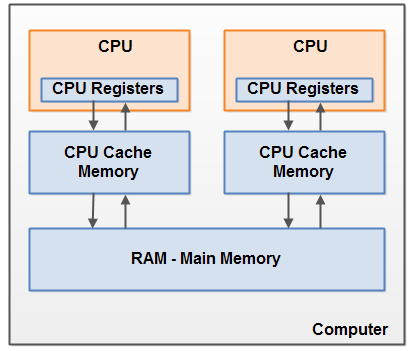 CPU
CPU
CPU Registers
CPU Registers
CPU Cache
Memory
CPU Cache
Memory
RAM - Main Memory
Computer